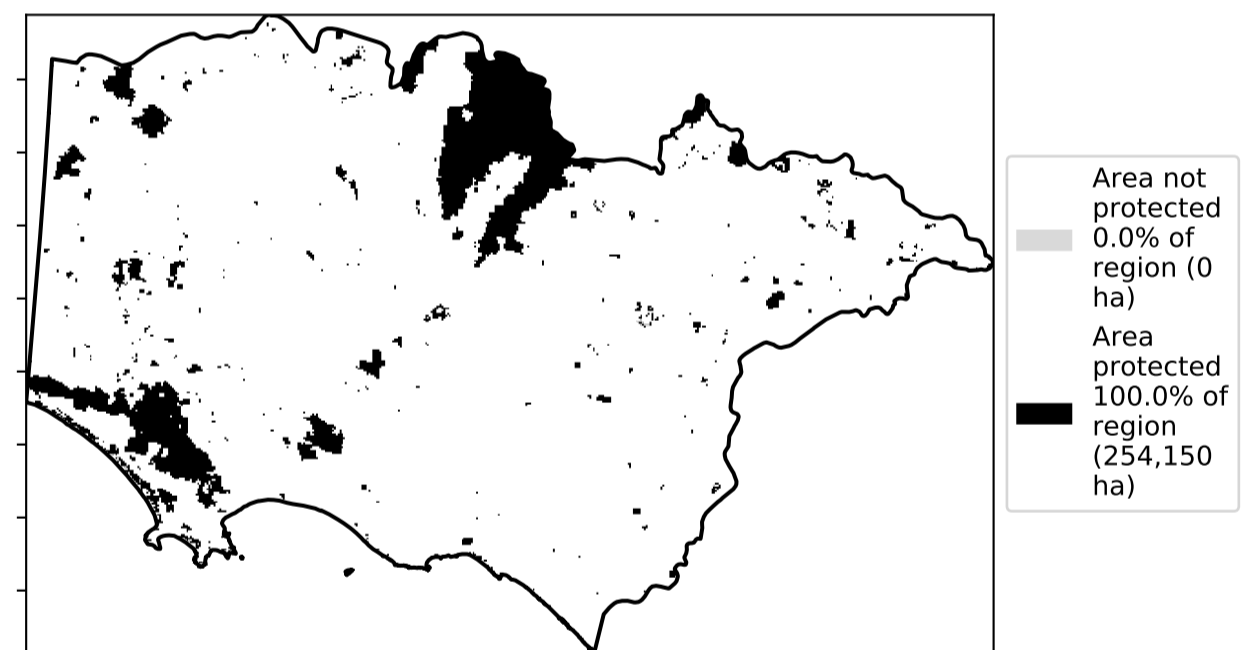 Area not
protected
0.0% of
region (0
ha)
Area
protected
100.0% of
region
(254,150
ha)